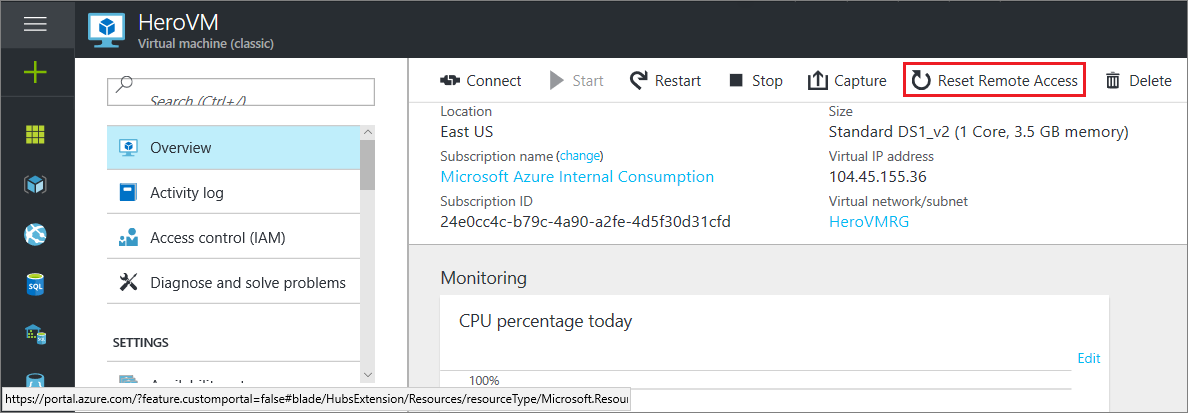 HeroVM
Virtual machine (classic)
Search (Ctrl+/)
Overview
Activity log
Access control (IAM)
Diagnose and solve problems
SETTINGS
Connect Start Restart Stop Capture Reset Remote Access Delete
Location
East US
Subscription name (change)
Microsoft Azure Internal Consumption
Subscription ID
24e0cc4c-b79c-4a90-a2fe-4d5f30d31cfd
Size
Standard DS1_v2 (1 Core, 3.5 GB memory)
Virtual IP address
104.45.155.36
Virtual network/subnet
HeroVMRG
Monitoring
CPU percentage today
Edit
100%
SQL
https://portal.azure.com/?feature.customportal=false#blade/HubsExtension/Resources/resourceType/Microsoft.Resour